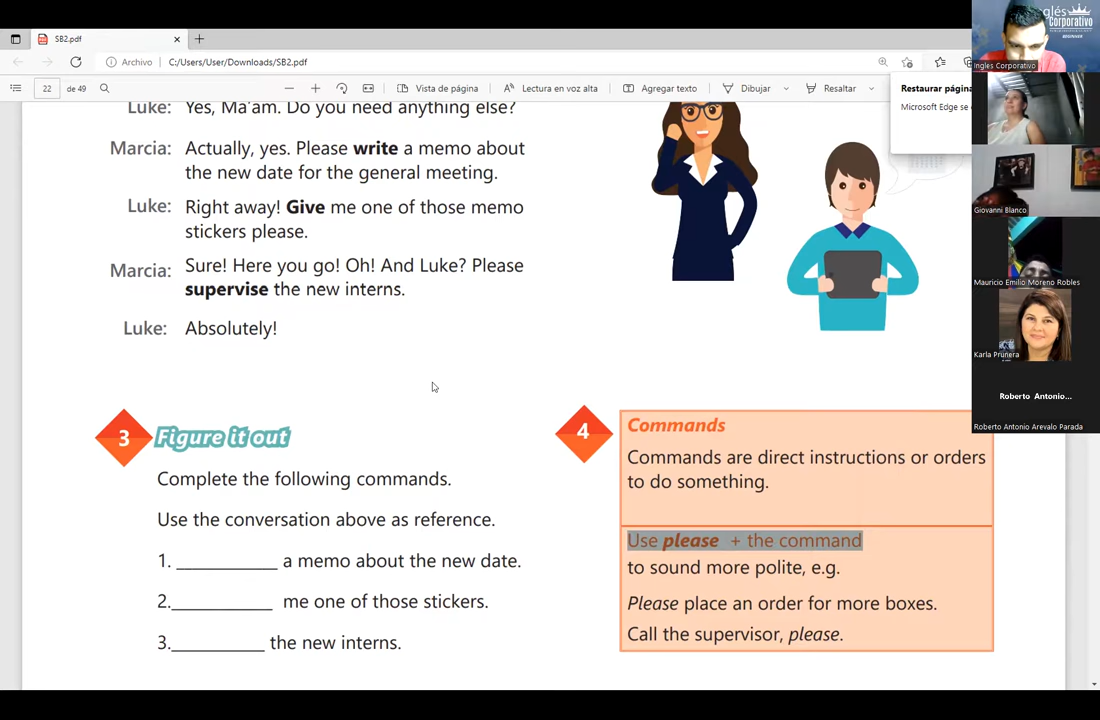 SB2.pdf
Archivo
C:/Users/User/Downloads/SB2.pdf
22
de 49
Vista de página
Lectura en voz alta
Agregar texto
Dibujar
Resaltar
Restaurar página
Microsoft Edge se
Luke: Yes, Ma'am. Do you need anything else?
Marcia: Actually, yes. Please write a memo about
the new date for the general meeting.
Luke: Right away! Give me one of those memo
stickers please.
Marcia: Sure! Here you go! Oh! And Luke? Please
supervise the new interns.
Luke: Absolutely!
3 Figure it out
Complete the following commands.
Use the conversation above as reference.
1. __________ a memo about the new date.
2.__________ me one of those stickers.
3.__________ the new interns.
4 Commands
Commands are direct instructions or orders
to do something.
Use please + the command
to sound more polite, e.g.
Please place an order for more boxes.
Call the supervisor, please.
Corporativo
BEGINNER
Ingles Corporativo
Giovanni Blanco
Mauricio Emilio Moreno Robles
Karla Prunera
Roberto Antonio...
Roberto Antonio Arevalo Parada